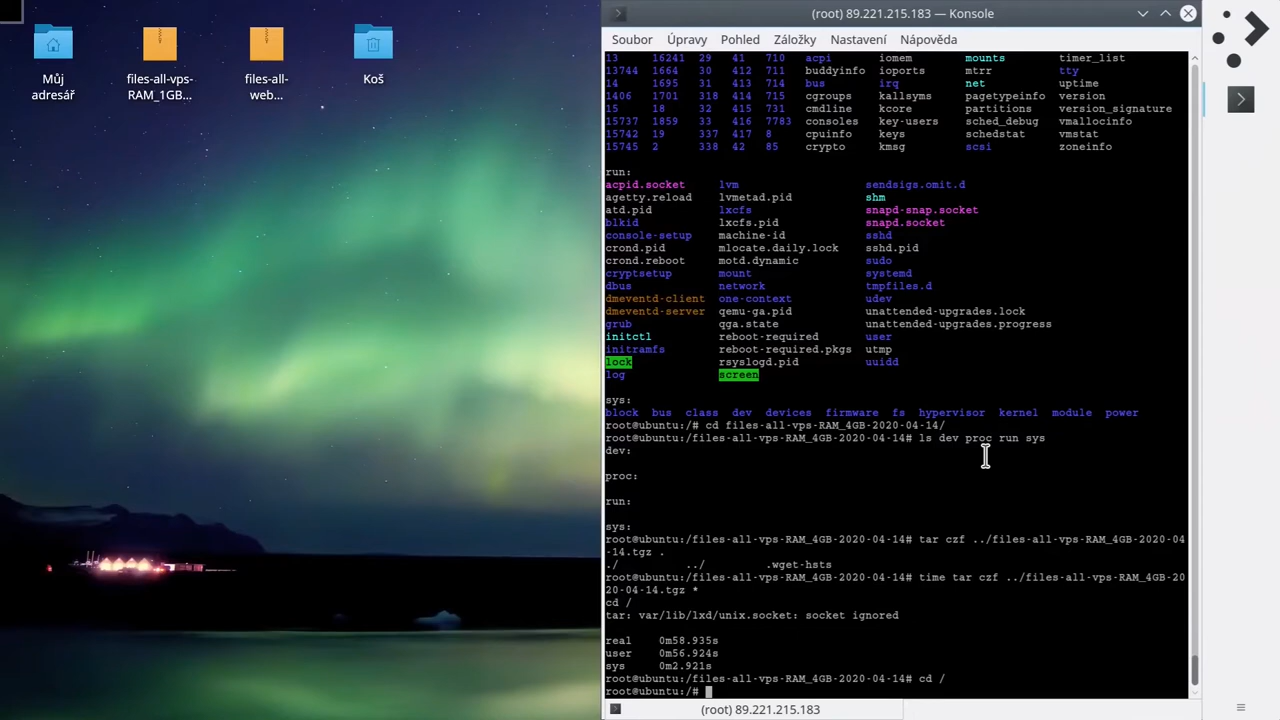 (root) 89.221.215.183 — Konsole
Soubor Úpravy Pohled Záložky Nastavení Nápověda
Můj adresář
files-all-vps-RAM_1GB...
files-all-web...
Koš
13 16241 29 41 710 acpi iomem mounts timer_list
13744 1664 30 412 711 buddyinfo ioports mtrr tty
14 1695 31 413 714 bus irq net uptime
1406 1701 318 414 715 cgroups kallsyms pagetypeinfo version
15 18 32 415 731 cmdline kcore partitions version_signature
15737 1859 33 416 7783 consoles key-users sched_debug vmallocinfo
15742 19 337 417 8 cpuinfo keys schedstat vmstat
15745 2 338 42 85 crypto kmsg scsi zoneinfo
run:
acpid.socket lvm sendsigs.omit.d
agetty.reload lvmetad.pid shm
atd.pid lxcfs snapd-snap.socket
blkid lxcfs.pid snapd.socket
console-setup machine-id sshd
crond.pid mlocate.daily.lock sshd.pid
crond.reboot motd.dynamic sudo
cryptsetup mount systemd
dbus network tmpfiles.d
dmeventd-client one-context udev
dmeventd-server qemu-ga.pid unattended-upgrades.lock
grub qga.state unattended-upgrades.progress
initctl reboot-required user
initramfs reboot-required.pkgs utmp
lock rsyslogd.pid uuidd
log screen
sys:
block bus class dev devices firmware fs hypervisor kernel module power
root@ubuntu:/# cd files-all-vps-RAM_4GB-2020-04-14/
root@ubuntu:/files-all-vps-RAM_4GB-2020-04-14# ls dev proc run sys
dev:
proc:
run:
sys:
root@ubuntu:/files-all-vps-RAM_4GB-2020-04-14# tar czf ../files-all-vps-RAM_4GB-2020-04
-14.tgz .
./ ../ .wget-hsts
root@ubuntu:/files-all-vps-RAM_4GB-2020-04-14# time tar czf ../files-all-vps-RAM_4GB-20
20-04-14.tgz *
cd /
tar: var/lib/lxd/unix.socket: socket ignored
real 0m58.935s
user 0m56.924s
sys 0m2.921s
root@ubuntu:/files-all-vps-RAM_4GB-2020-04-14# cd /
root@ubuntu:/#
(root) 89.221.215.183